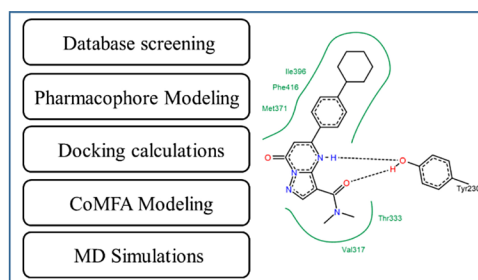 Database screening
Pharmacophore Modeling
Docking calculations
CoMFA Modeling
MD Simulations
Ile396
Phe416
Met371
O
N
H
N
N
O
N
O
H
Tyr230
Thr333
Val317